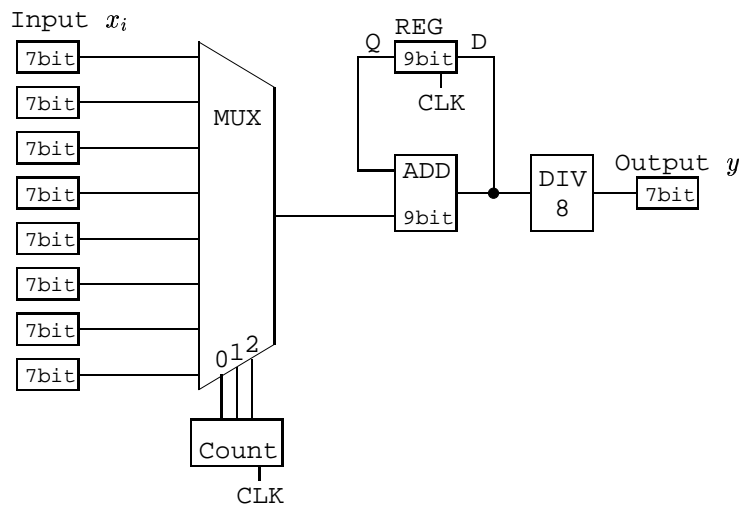 Input xᵢ
7bit
7bit
7bit
7bit
7bit
7bit
7bit
7bit
MUX
0 1 2
Count
CLK
REG
Q
9bit
D
CLK
ADD
9bit
DIV
8
Output y
7bit